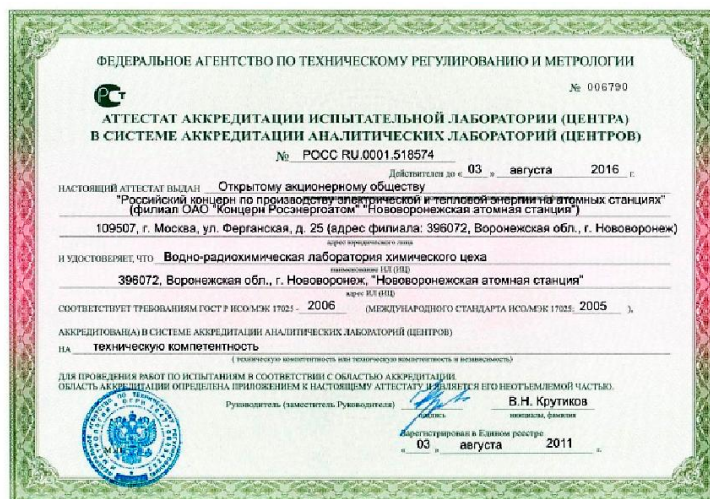 ФЕДЕРАЛЬНОЕ АГЕНТСТВО ПО ТЕХНИЧЕСКОМУ РЕГУЛИРОВАНИЮ И МЕТРОЛОГИИ
№ 006790
РСТ
АТТЕСТАТ АККРЕДИТАЦИИ ИСПЫТАТЕЛЬНОЙ ЛАБОРАТОРИИ (ЦЕНТРА)
В СИСТЕМЕ АККРЕДИТАЦИИ АНАЛИТИЧЕСКИХ ЛАБОРАТОРИЙ (ЦЕНТРОВ)
№ РОСС RU.0001.518574
Действителен до « 03 » августа 2016 г.
НАСТОЯЩИЙ АТТЕСТАТ ВЫДАН Открытому акционерному обществу
"Российский концерн по производству электрической и тепловой энергии на атомных станциях"
(филиал ОАО "Концерн Росэнергоатом" "Нововоронежская атомная станция")
109507, г. Москва, ул. Ферганская, д. 25 (адрес филиала: 396072, Воронежская обл., г. Нововоронеж)
адрес юридического лица
И УДОСТОВЕРЯЕТ, ЧТО Водно-радиохимическая лаборатория химического цеха
наименование ИЛ (ИЦ)
396072, Воронежская обл., г. Нововоронеж, "Нововоронежская атомная станция"
адрес ИЛ (ИЦ)
СООТВЕТСТВУЕТ ТРЕБОВАНИЯМ ГОСТ Р ИСО/МЭК 17025 - 2006 (МЕЖДУНАРОДНОГО СТАНДАРТА ИСО/МЭК 17025: 2005 ),
АККРЕДИТОВАН(А) В СИСТЕМЕ АККРЕДИТАЦИИ АНАЛИТИЧЕСКИХ ЛАБОРАТОРИЙ (ЦЕНТРОВ)
НА техническую компетентность
( техническую компетентность или техническую компетентность и независимость)
ДЛЯ ПРОВЕДЕНИЯ РАБОТ ПО ИСПЫТАНИЯМ В СООТВЕТСТВИИ С ОБЛАСТЬЮ АККРЕДИТАЦИИ.
ОБЛАСТЬ АККРЕДИТАЦИИ ОПРЕДЕЛЕНА ПРИЛОЖЕНИЕМ К НАСТОЯЩЕМУ АТТЕСТАТУ И ЯВЛЯЕТСЯ ЕГО НЕОТЪЕМЛЕМОЙ ЧАСТЬЮ.
Руководитель (заместитель Руководителя) В.Н. Крутиков
подпись инициалы, фамилия
Зарегистрирован в Едином реестре
« 03 » августа 2011 г.